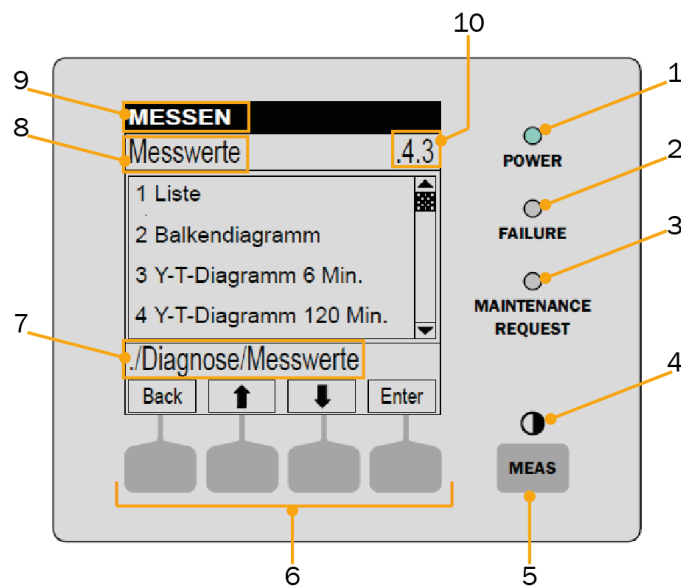 10
9
MESSEN
1
8
Messwerte
.4.3
POWER
2
1 Liste
2 Balkendiagramm
FAILURE
3
3 Y-T-Diagramm 6 Min.
4 Y-T-Diagramm 120 Min.
MAINTENANCE
REQUEST
7
./Diagnose/Messwerte
4
Back
Enter
MEAS
6
5